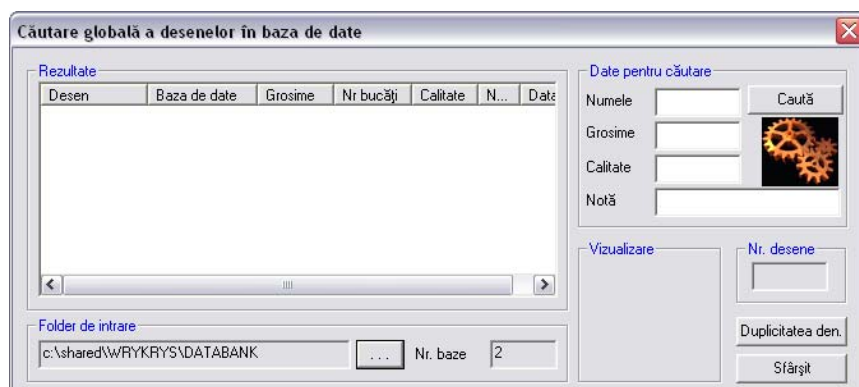 Căutare globală a desenelor în baza de date
Rezultate
Desen Baza de date Grosime Nr bucăţi Calitate N... Data
Folder de intrare
c:\shared\WRYKRYS\DATABANK ... Nr. baze 2
Date pentru căutare
Numele Caută
Grosime
Calitate
Notă
Vizualizare
Nr. desene
Duplicitatea den.
Sfârşit